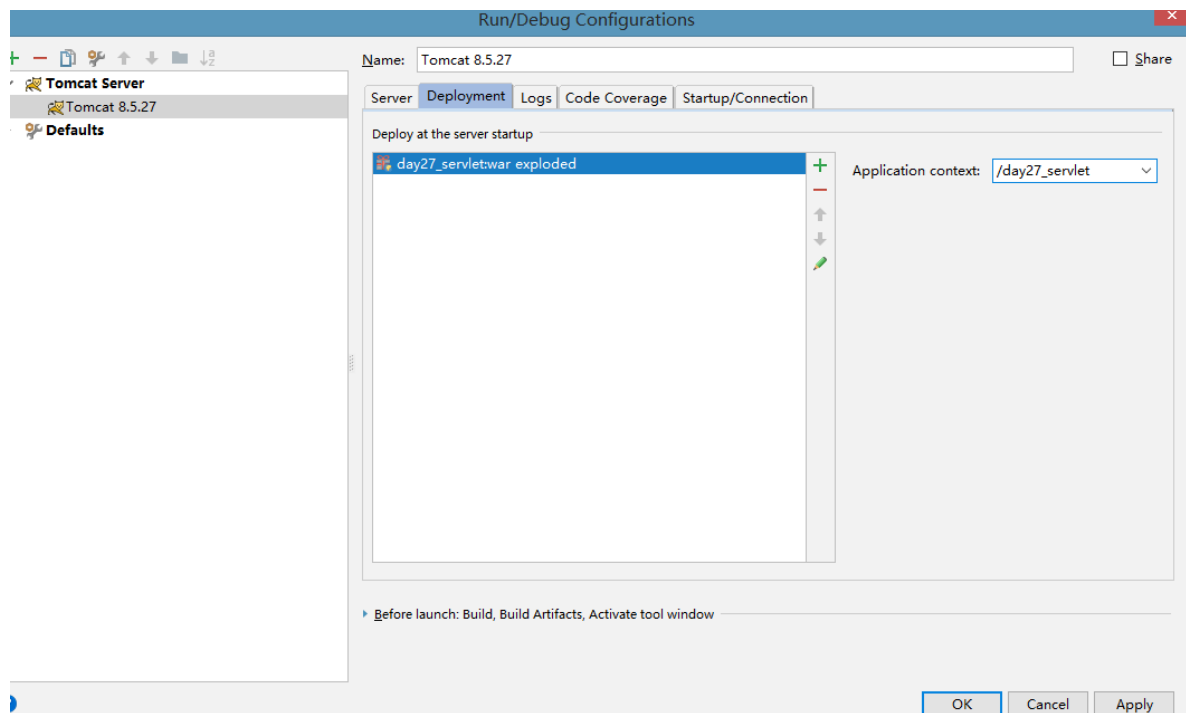 Run/Debug Configurations
Name: Tomcat 8.5.27
Share
Tomcat Server
Tomcat 8.5.27
Defaults
Server Deployment Logs Code Coverage Startup/Connection
Deploy at the server startup
day27_servlet:war exploded
Application context: /day27_servlet
Before launch: Build, Build Artifacts, Activate tool window
OK Cancel Apply